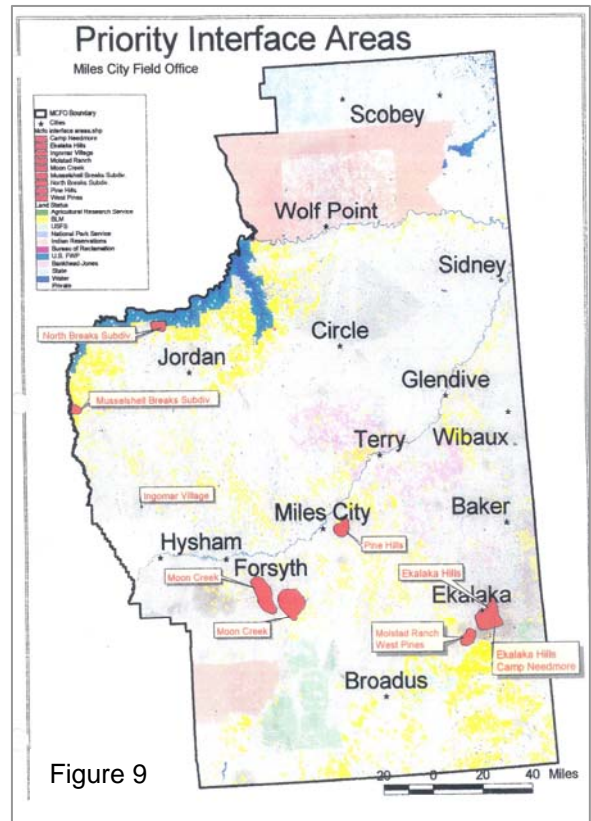 Priority Interface Areas
Miles City Field Office
MCFO Boundary
Cities
Mcfo interface areas.shp
Camp Needmore
Ekalaka Hills
Ingomar Village
Molstad Ranch
Moon Creek
Musselshell Breaks Subdiv.
North Breaks Subdiv.
Pine Hills
West Pines
Land Status
Agricultural Research Service
BLM
USFS
National Park Service
Indian Reservations
Bureau of Reclamation
U.S. FWP
Bankhead-Jones
State
Water
Private
Scobey
Wolf Point
Sidney
North Breaks Subdiv
Circle
Jordan
Glendive
Musselshell Breaks Subdiv
Wibaux
Terry
Ingomar Village
Miles City
Baker
Hysham
Pine Hills
Forsyth
Moon Creek
Ekalaka Hills
Ekalaka
Moon Creek
Molstad Ranch
West Pines
Ekalaka Hills
Camp Needmore
Broadus
Figure 9
20 0 20 40 Miles